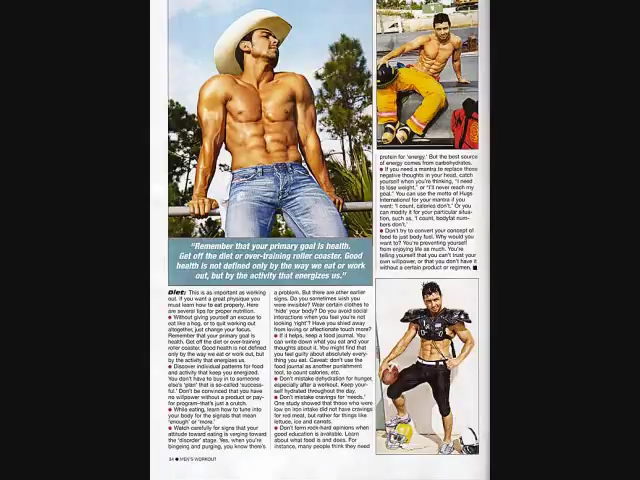 "Remember that your primary goal is health.
Get off the diet or over-training roller coaster. Good
health is not defined only by the way we eat or work
out, but by the activity that energizes us."
Diet: This is as important as working
out. If you want a great physique you
must learn how to eat properly. Here
are several tips for proper nutrition.
● Without giving yourself an excuse to
eat like a hog, or to quit working out
altogether, just change your focus.
Remember that your primary goal is
health. Get off the diet or over-training
roller coaster. Good health is not defined
only by the way we eat or work out, but
by the activity that energizes us.
● Discover individual patterns for food
and activity that keep you energized.
You don't have to buy in to someone
else's 'plan' that is so-called 'success-
ful.' Don't be convinced that you have
no willpower without a product or pay-
for program–that's just a crutch.
● While eating, learn how to tune into
your body for the signals that mean
"enough" or "more."
● Watch carefully for signs that your
attitude toward eating is verging toward
the 'disorder' stage. Yes, when you're
bingeing and purging, you know there's
a problem. But there are other earlier
signs. Do you sometimes wish you
were invisible? Wear certain clothes to
'hide' your body? Do you avoid social
interactions when you feel you're not
looking 'right'? Have you shied away
from loving or affectionate touch more?
● If it helps, keep a food journal. You
can write down what you eat and your
thoughts about it. You might find that
you feel guilty about absolutely every-
thing you eat. Caveat: don't use the
food journal as another punishment
tool, to count calories, etc.
● Don't mistake dehydration for hunger,
especially after a workout. Keep your-
self hydrated throughout the day.
● Don't mistake cravings for 'needs.'
One study showed that those who were
low on iron intake did not have cravings
for red meat, but rather for things like
lettuce, ice and carrots.
● Don't form rock-hard opinions when
good education is available. Learn
about what food is and does. For
instance, many people think they need
protein for 'energy.' But the best source
of energy comes from carbohydrates.
● If you need a mantra to replace those
negative thoughts in your head, catch
yourself when you're thinking, "I need
to lose weight," or "I'll never reach my
goal." You can use the motto of Hugs
International for your mantra if you
want: 'I count, calories don't.' Or you
can modify it for your particular situa-
tion, such as, 'I count, bodyfat num-
bers don't.'
● Don't try to convert your concept of
food to just body fuel. Why would you
want to? You're preventing yourself
from enjoying life as much. You're
telling yourself that you can't trust your
own willpower, or that you don't have it
without a certain product or regimen. ■
34 ● MEN'S WORKOUT